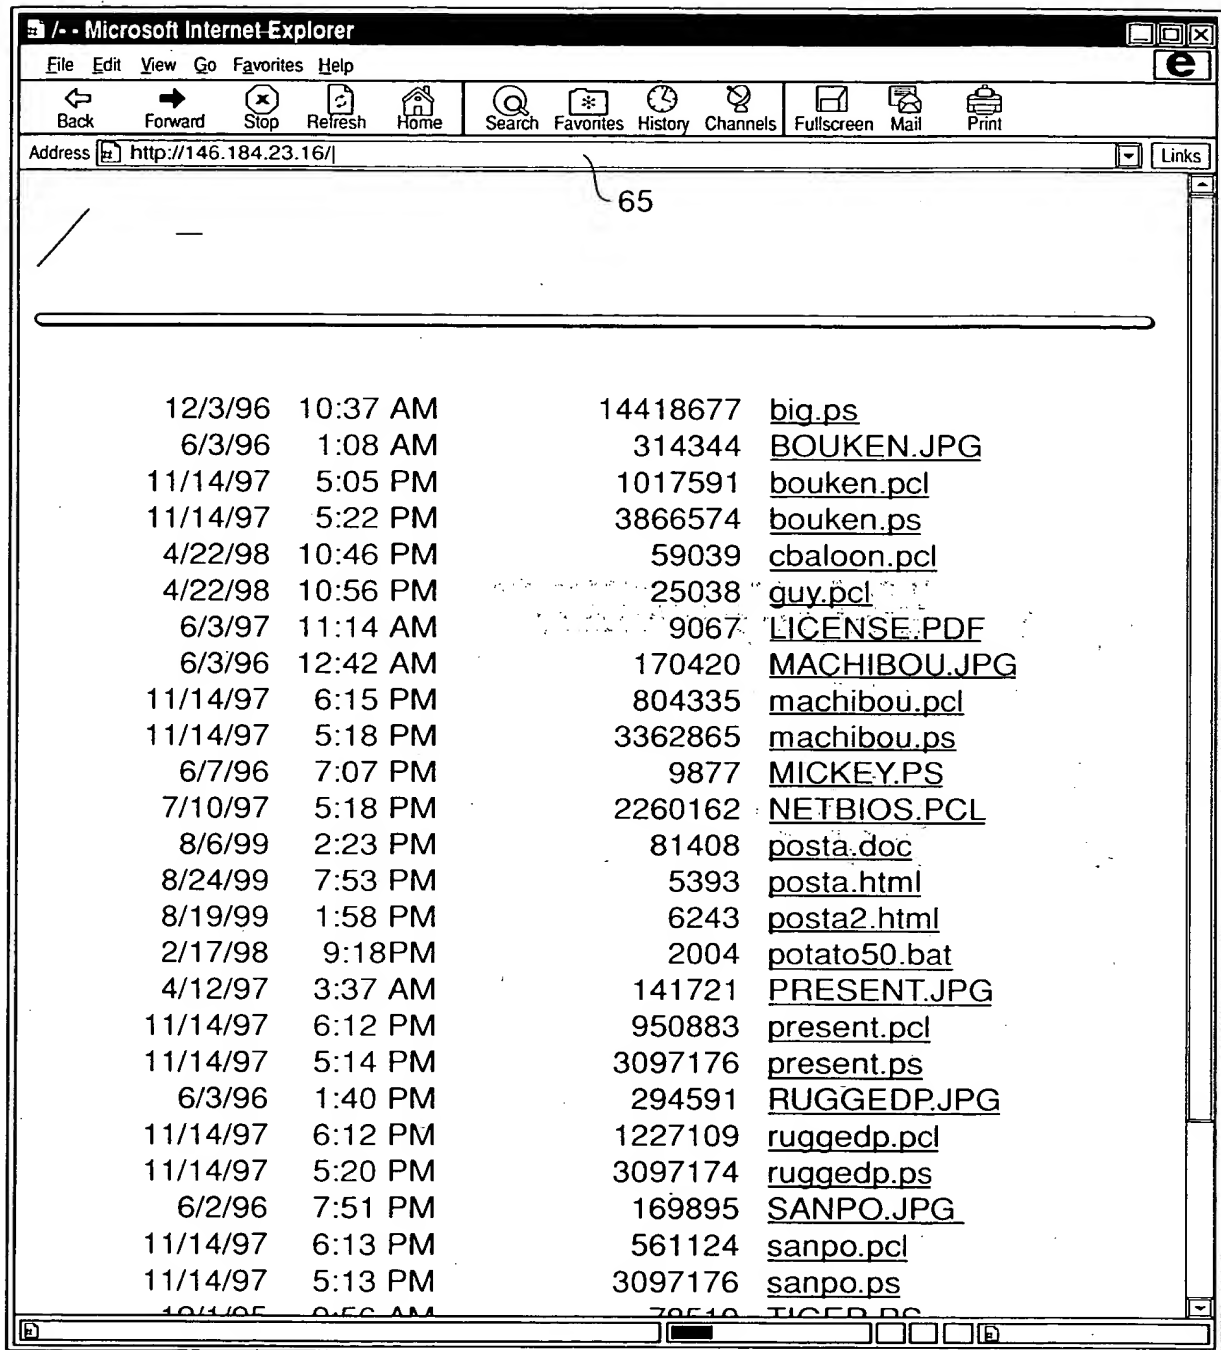 /- - Microsoft Internet Explorer
File Edit View Go Favorites Help
Back Forward Stop Refresh Home Search Favorites History Channels Fullscreen Mail Print
Address http://146.184.23.16/ Links
65
/ –
12/3/96 10:37 AM 14418677 big.ps
6/3/96 1:08 AM 314344 BOUKEN.JPG
11/14/97 5:05 PM 1017591 bouken.pcl
11/14/97 5:22 PM 3866574 bouken.ps
4/22/98 10:46 PM 59039 cbaloon.pcl
4/22/98 10:56 PM 25038 guy.pcl
6/3/97 11:14 AM 9067 LICENSE.PDF
6/3/96 12:42 AM 170420 MACHIBOU.JPG
11/14/97 6:15 PM 804335 machibou.pcl
11/14/97 5:18 PM 3362865 machibou.ps
6/7/96 7:07 PM 9877 MICKEY.PS
7/10/97 5:18 PM 2260162 NETBIOS.PCL
8/6/99 2:23 PM 81408 posta.doc
8/24/99 7:53 PM 5393 posta.html
8/19/99 1:58 PM 6243 posta2.html
2/17/98 9:18PM 2004 potato50.bat
4/12/97 3:37 AM 141721 PRESENT.JPG
11/14/97 6:12 PM 950883 present.pcl
11/14/97 5:14 PM 3097176 present.ps
6/3/96 1:40 PM 294591 RUGGEDP.JPG
11/14/97 6:12 PM 1227109 ruggedp.pcl
11/14/97 5:20 PM 3097174 ruggedp.ps
6/2/96 7:51 PM 169895 SANPO.JPG
11/14/97 6:13 PM 561124 sanpo.pcl
11/14/97 5:13 PM 3097176 sanpo.ps